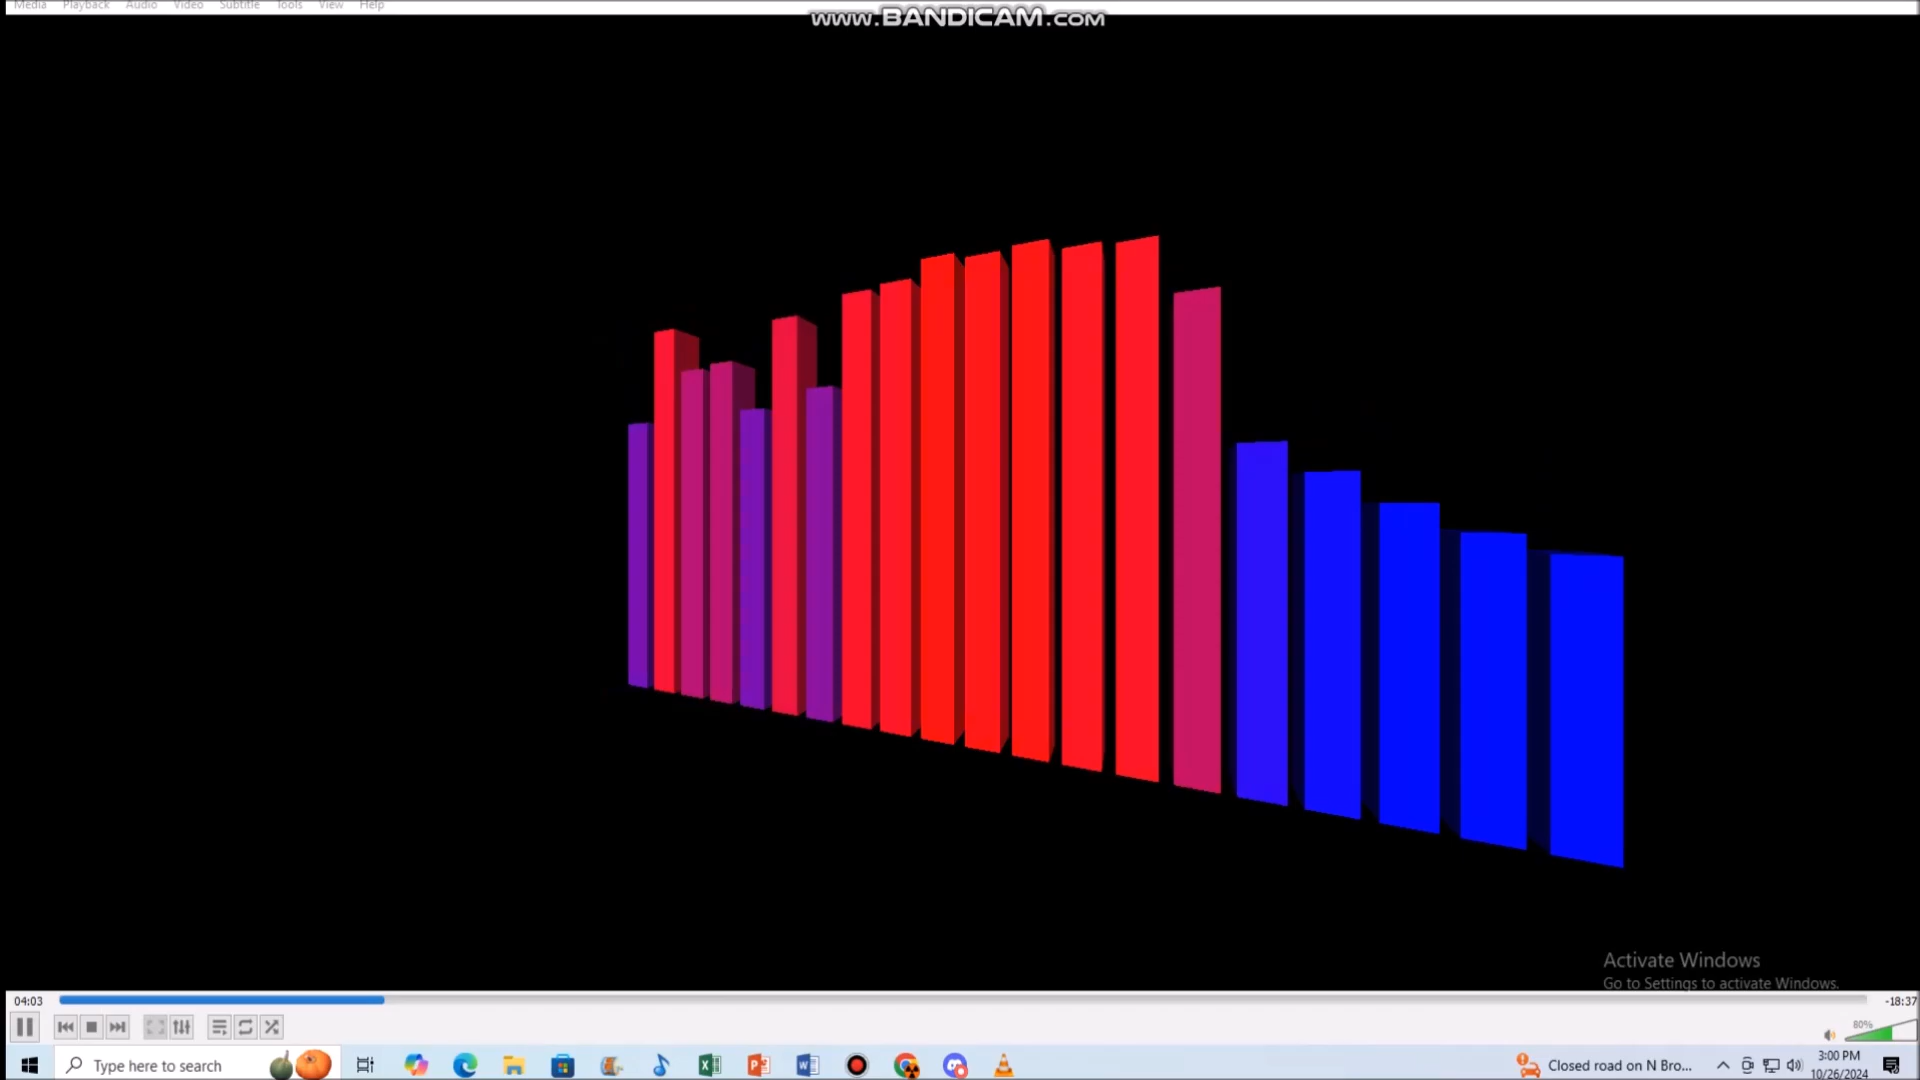 Media Playback Audio Video Subtitle Tools View Help
WWW.BANDICAM.COM
Activate Windows
Go to Settings to activate Windows.
04:03
-18:37
80%
Type here to search
Closed road on N Bro...
3:00 PM
10/26/2024